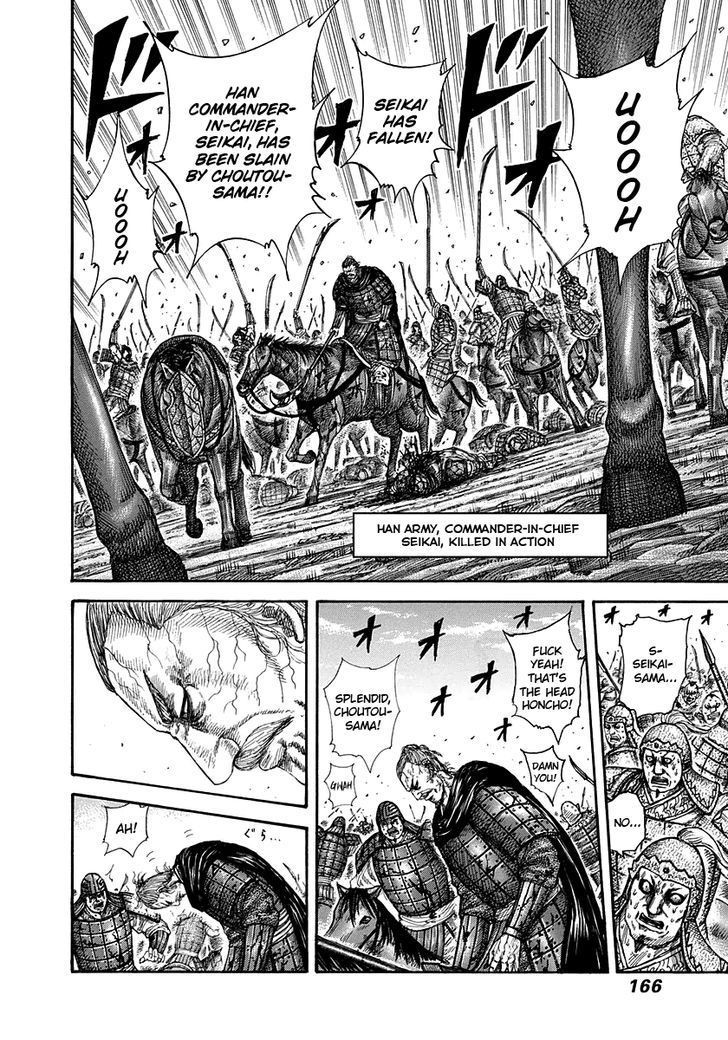 UOOOH
ド
ド
オ
オ
オ
SEIKAI
HAS
FALLEN!
HAN
COMMANDER-
IN-CHIEF,
SEIKAI, HAS
BEEN SLAIN
BY CHOUTOU-
SAMA!!
UOOOH
HAN ARMY, COMMANDER-IN-CHIEF
SEIKAI, KILLED IN ACTION
S-
SEIKAI-
SAMA...
NO...
オ
オ
オ
オ
オ
FUCK
YEAH!
THAT'S
THE HEAD
HONCHO!
DAMN
YOU!
SPLENDID,
CHOUTOU-
SAMA!
GWAH
AH!
ぐら...
166